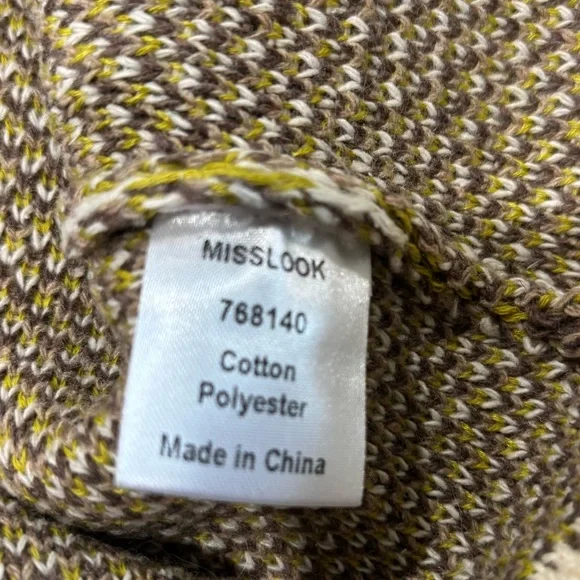 MISSLOOK
768140
Cotton
Polyester
Made in China